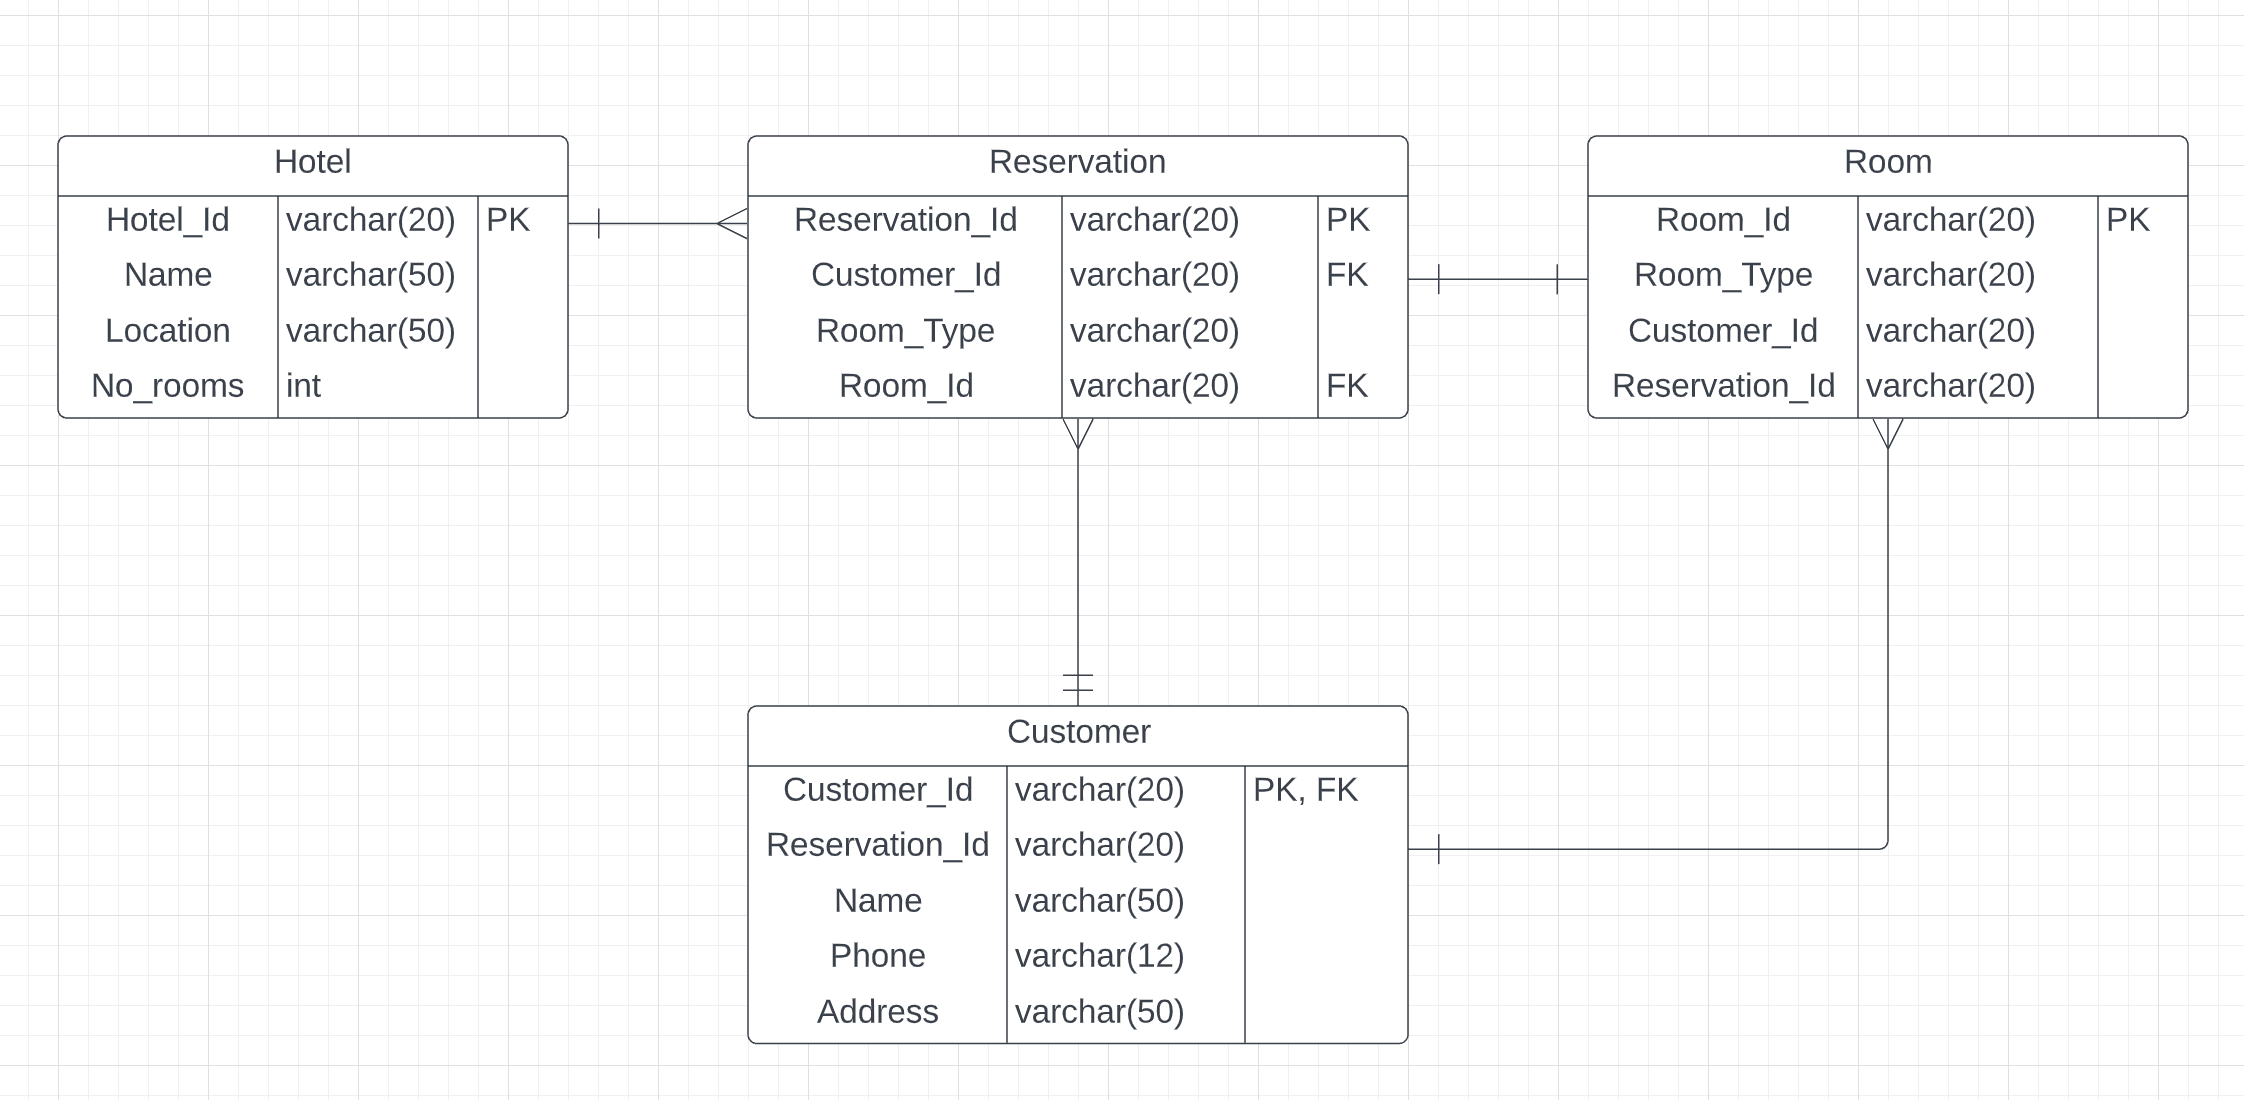 Hotel
Hotel_Id varchar(20) PK
Name varchar(50)
Location varchar(50)
No_rooms int
Reservation
Reservation_Id varchar(20) PK
Customer_Id varchar(20) FK
Room_Type varchar(20)
Room_Id varchar(20) FK
Room
Room_Id varchar(20) PK
Room_Type varchar(20)
Customer_Id varchar(20)
Reservation_Id varchar(20)
Customer
Customer_Id varchar(20) PK, FK
Reservation_Id varchar(20)
Name varchar(50)
Phone varchar(12)
Address varchar(50)